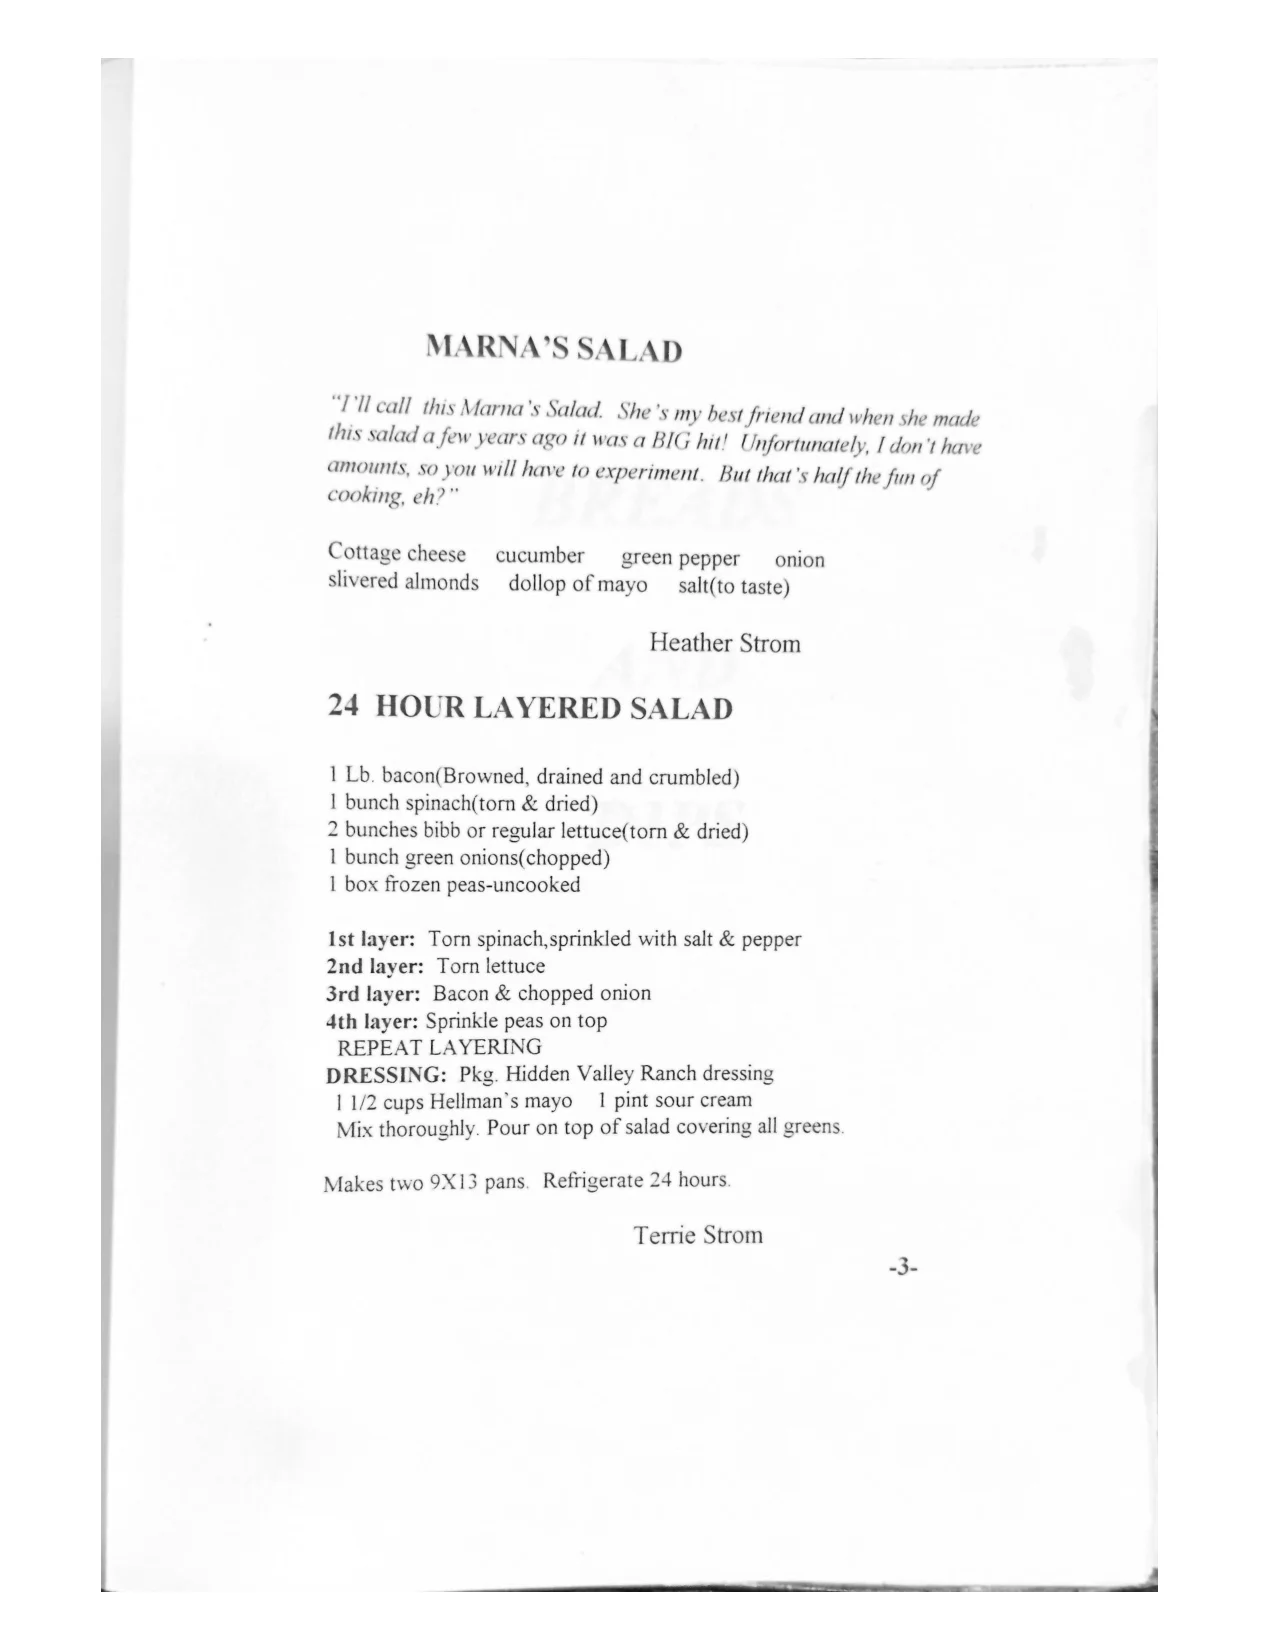 MARNA'S SALAD
"I'll call this Marna's Salad. She's my best friend and when she made
this salad a few years ago it was a BIG hit! Unfortunately, I don't have
amounts, so you will have to experiment. But that's half the fun of
cooking, eh?"
Cottage cheese cucumber green pepper onion
slivered almonds dollop of mayo salt(to taste)
Heather Strom
24 HOUR LAYERED SALAD
1 Lb. bacon(Browned, drained and crumbled)
1 bunch spinach(torn & dried)
2 bunches bibb or regular lettuce(torn & dried)
1 bunch green onions(chopped)
1 box frozen peas-uncooked
1st layer: Torn spinach,sprinkled with salt & pepper
2nd layer: Torn lettuce
3rd layer: Bacon & chopped onion
4th layer: Sprinkle peas on top
REPEAT LAYERING
DRESSING: Pkg. Hidden Valley Ranch dressing
1 1/2 cups Hellman's mayo 1 pint sour cream
Mix thoroughly. Pour on top of salad covering all greens.
Makes two 9X13 pans. Refrigerate 24 hours.
Terrie Strom
-3-